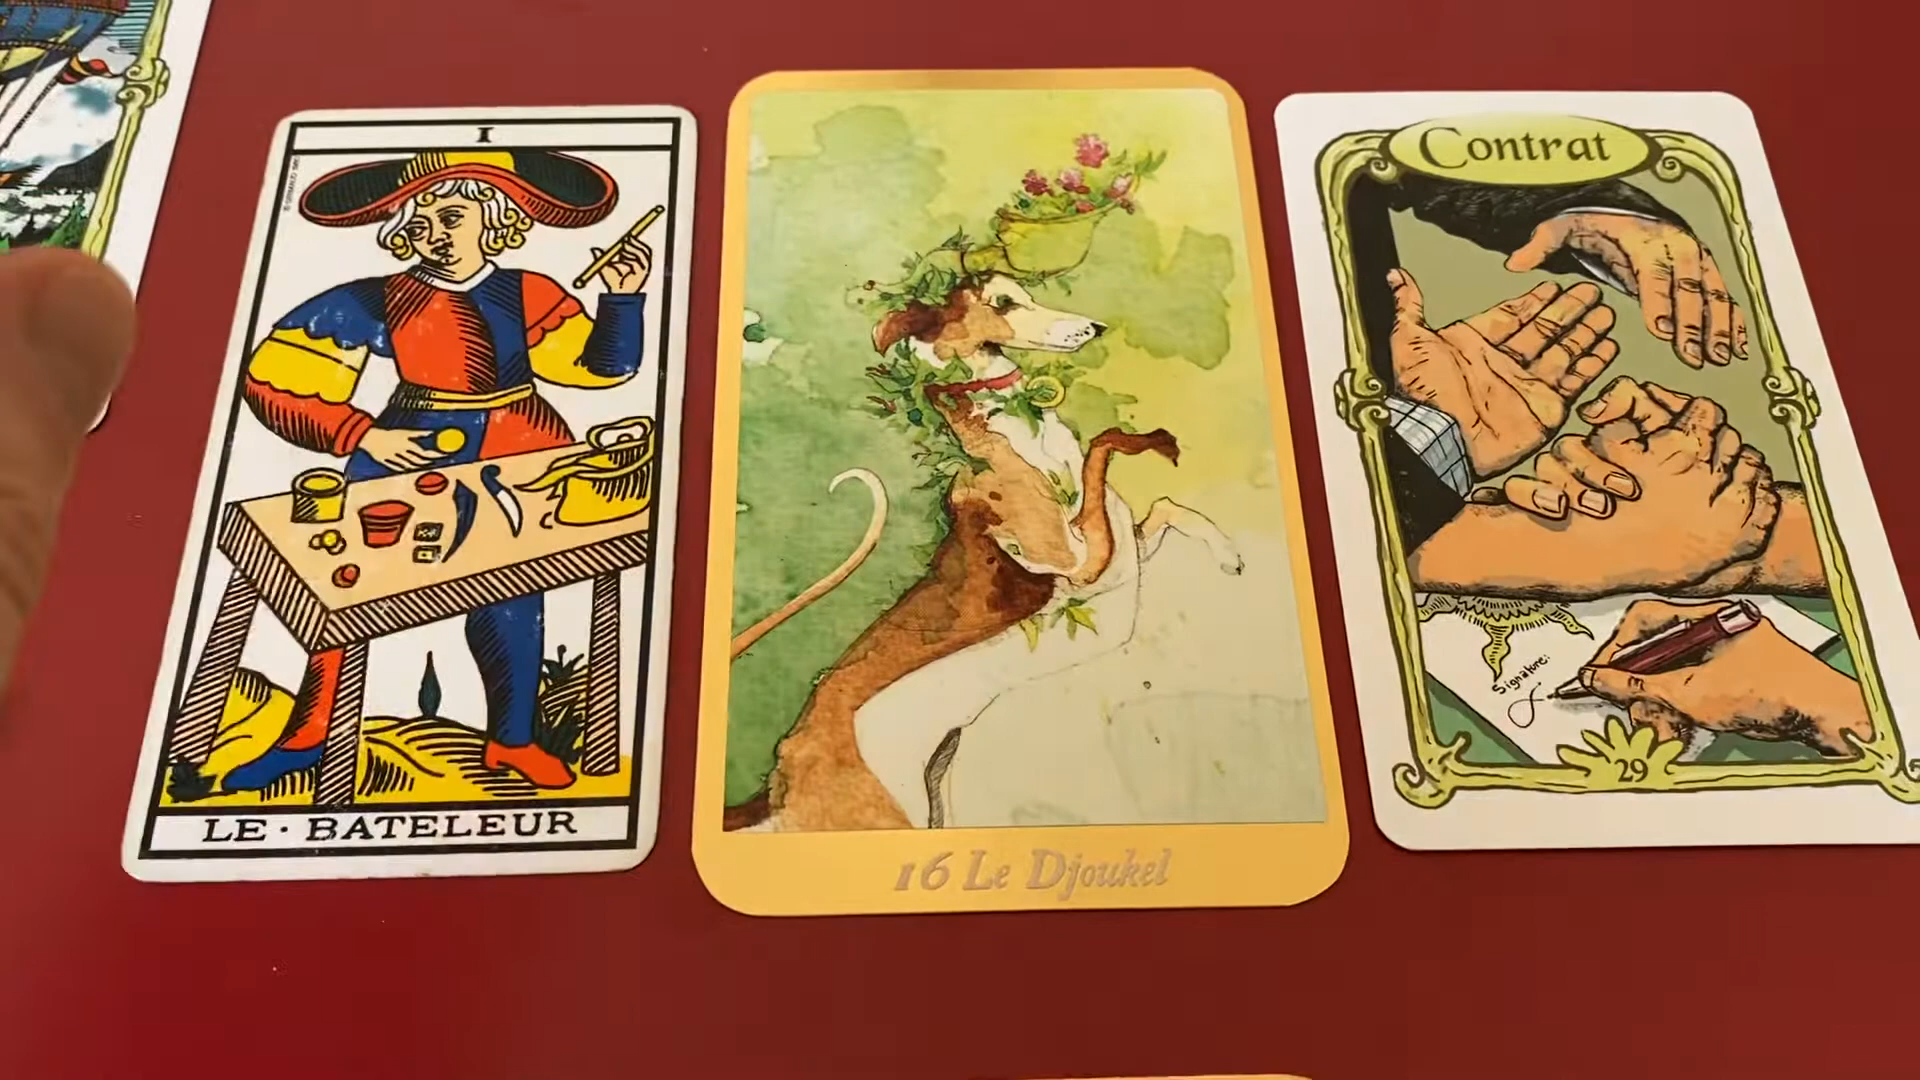 I
LE · BATELEUR
16 Le Djoukel
Contrat
Signature:
29